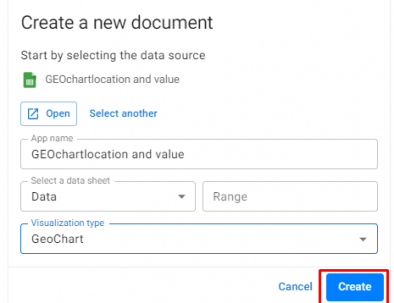 Create a new document
Start by selecting the data source
GEOchartlocation and value
Open Select another
App name
GEOchartlocation and value
Select a data sheet
Data Range
Visualization type
GeoChart
Cancel Create